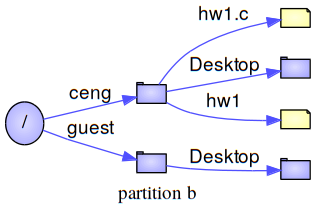 hw1.c
Desktop
ceng
hw1
/
guest
Desktop
partition b